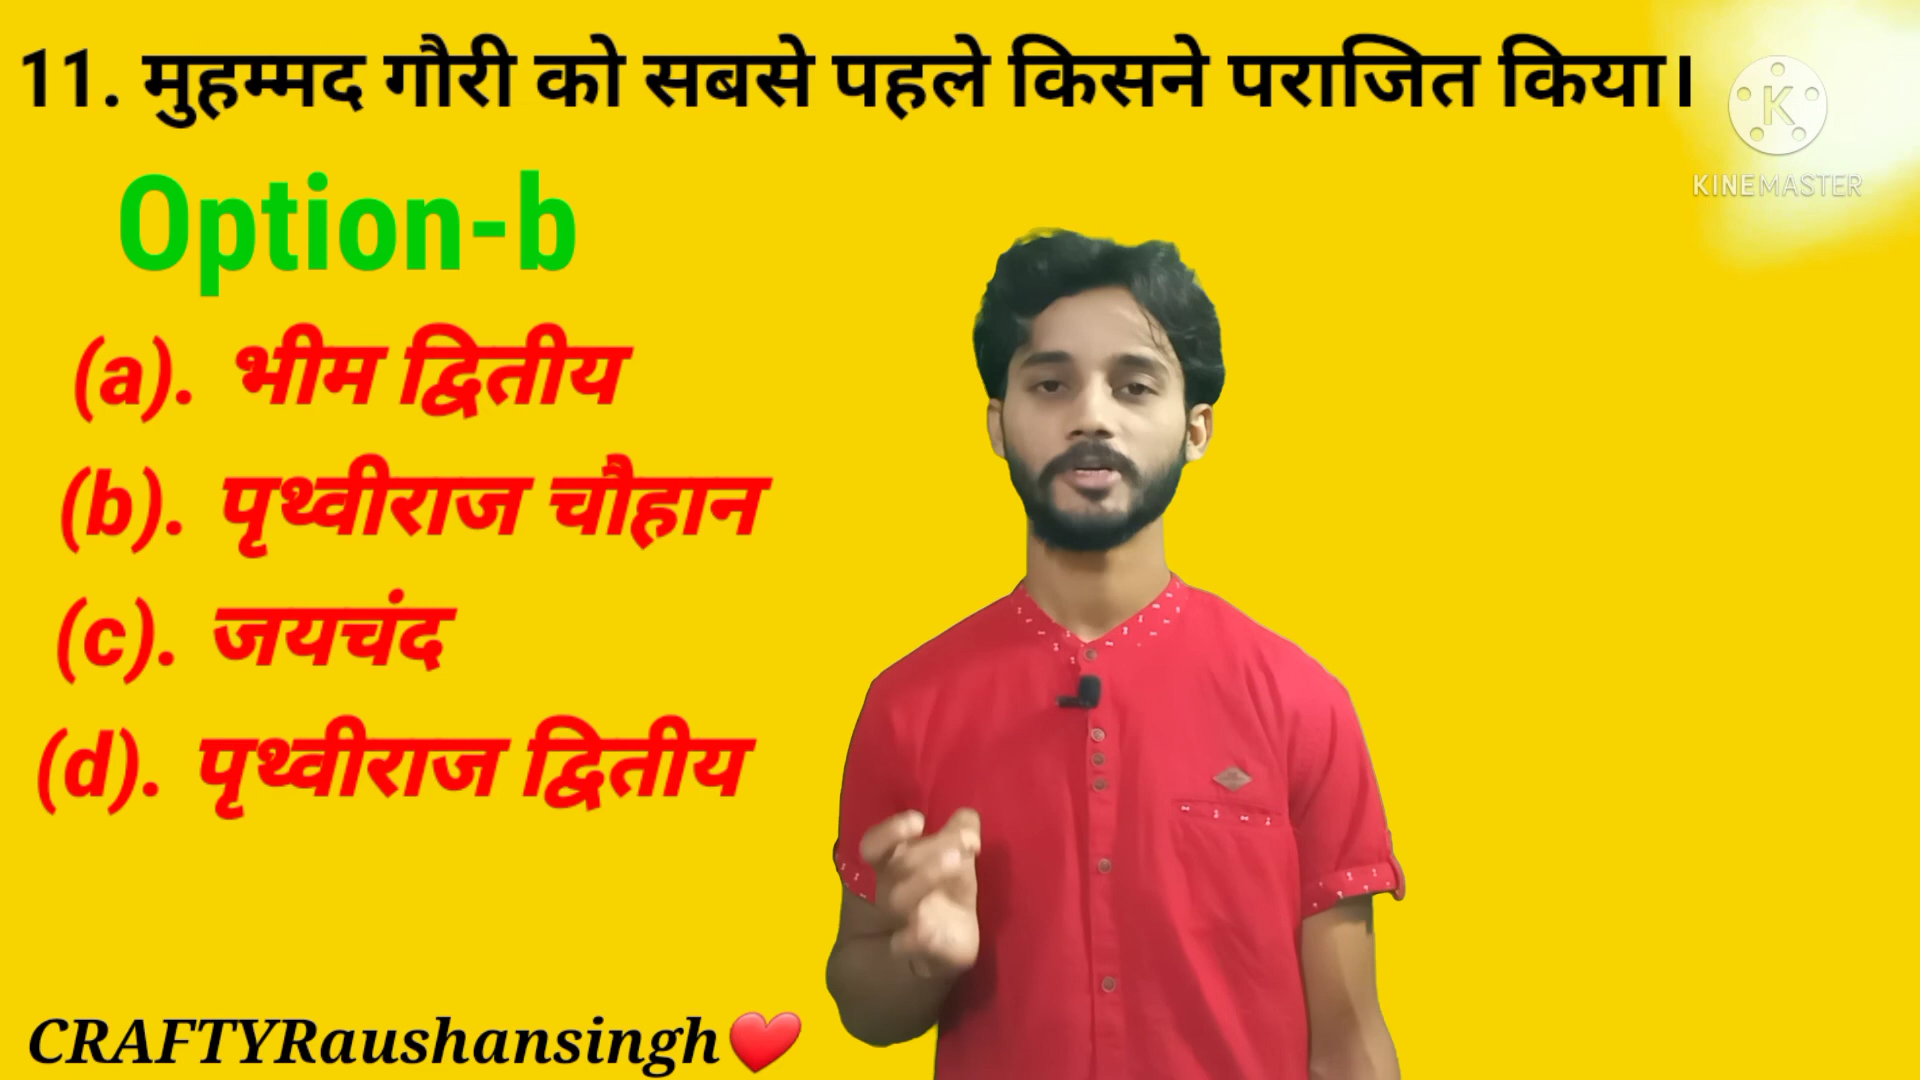 11. मुहम्मद गौरी को सबसे पहले किसने पराजित किया।
K
KINEMASTER
Option-b
(a). भीम द्वितीय
(b). पृथ्वीराज चौहान
(c). जयचंद
(d). पृथ्वीराज द्वितीय
CRAFTYRaushansingh❤️